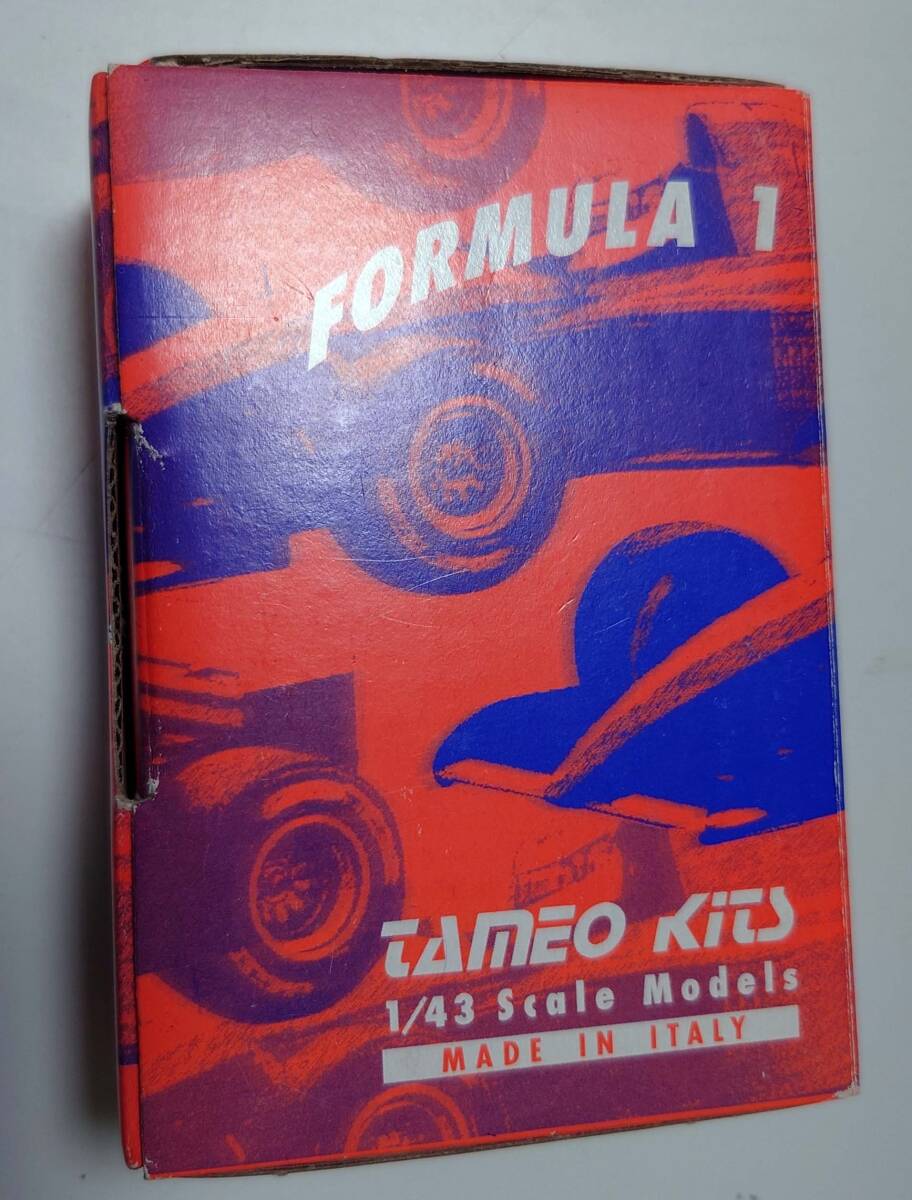 FORMULA 1
TAMEO KiTS
1/43 Scale Models
MADE IN ITALY